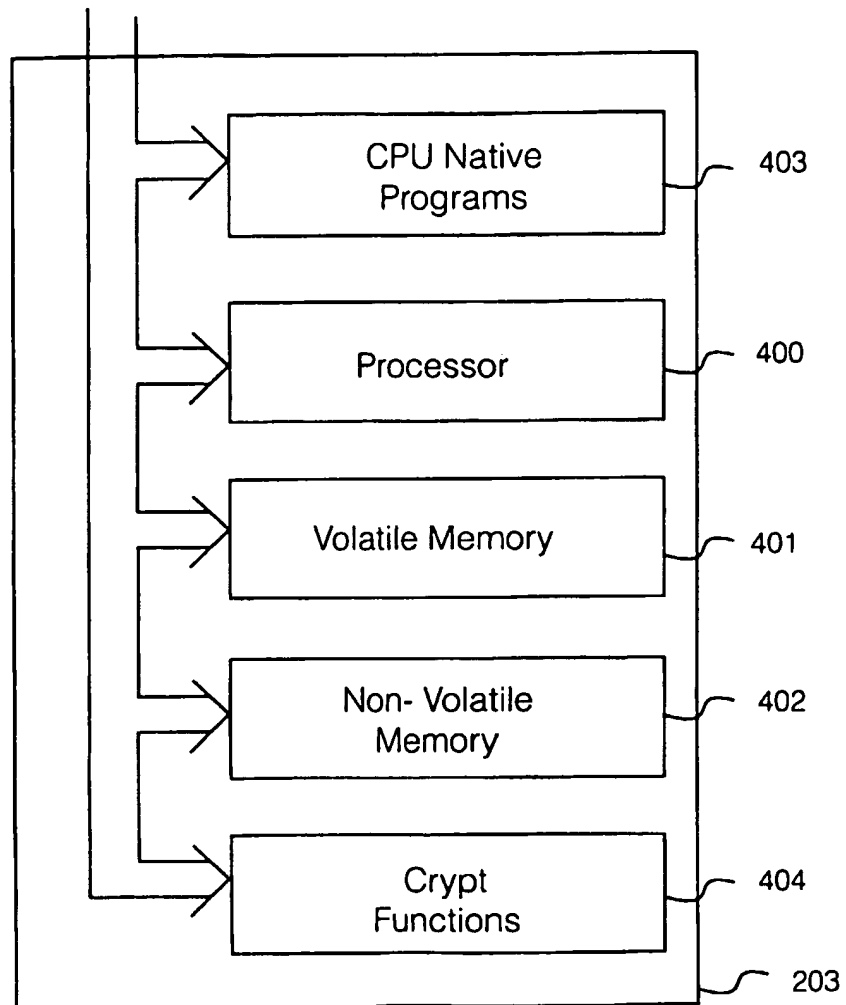 CPU Native
Programs
403
Processor
400
Volatile Memory
401
Non- Volatile
Memory
402
Crypt
Functions
404
203